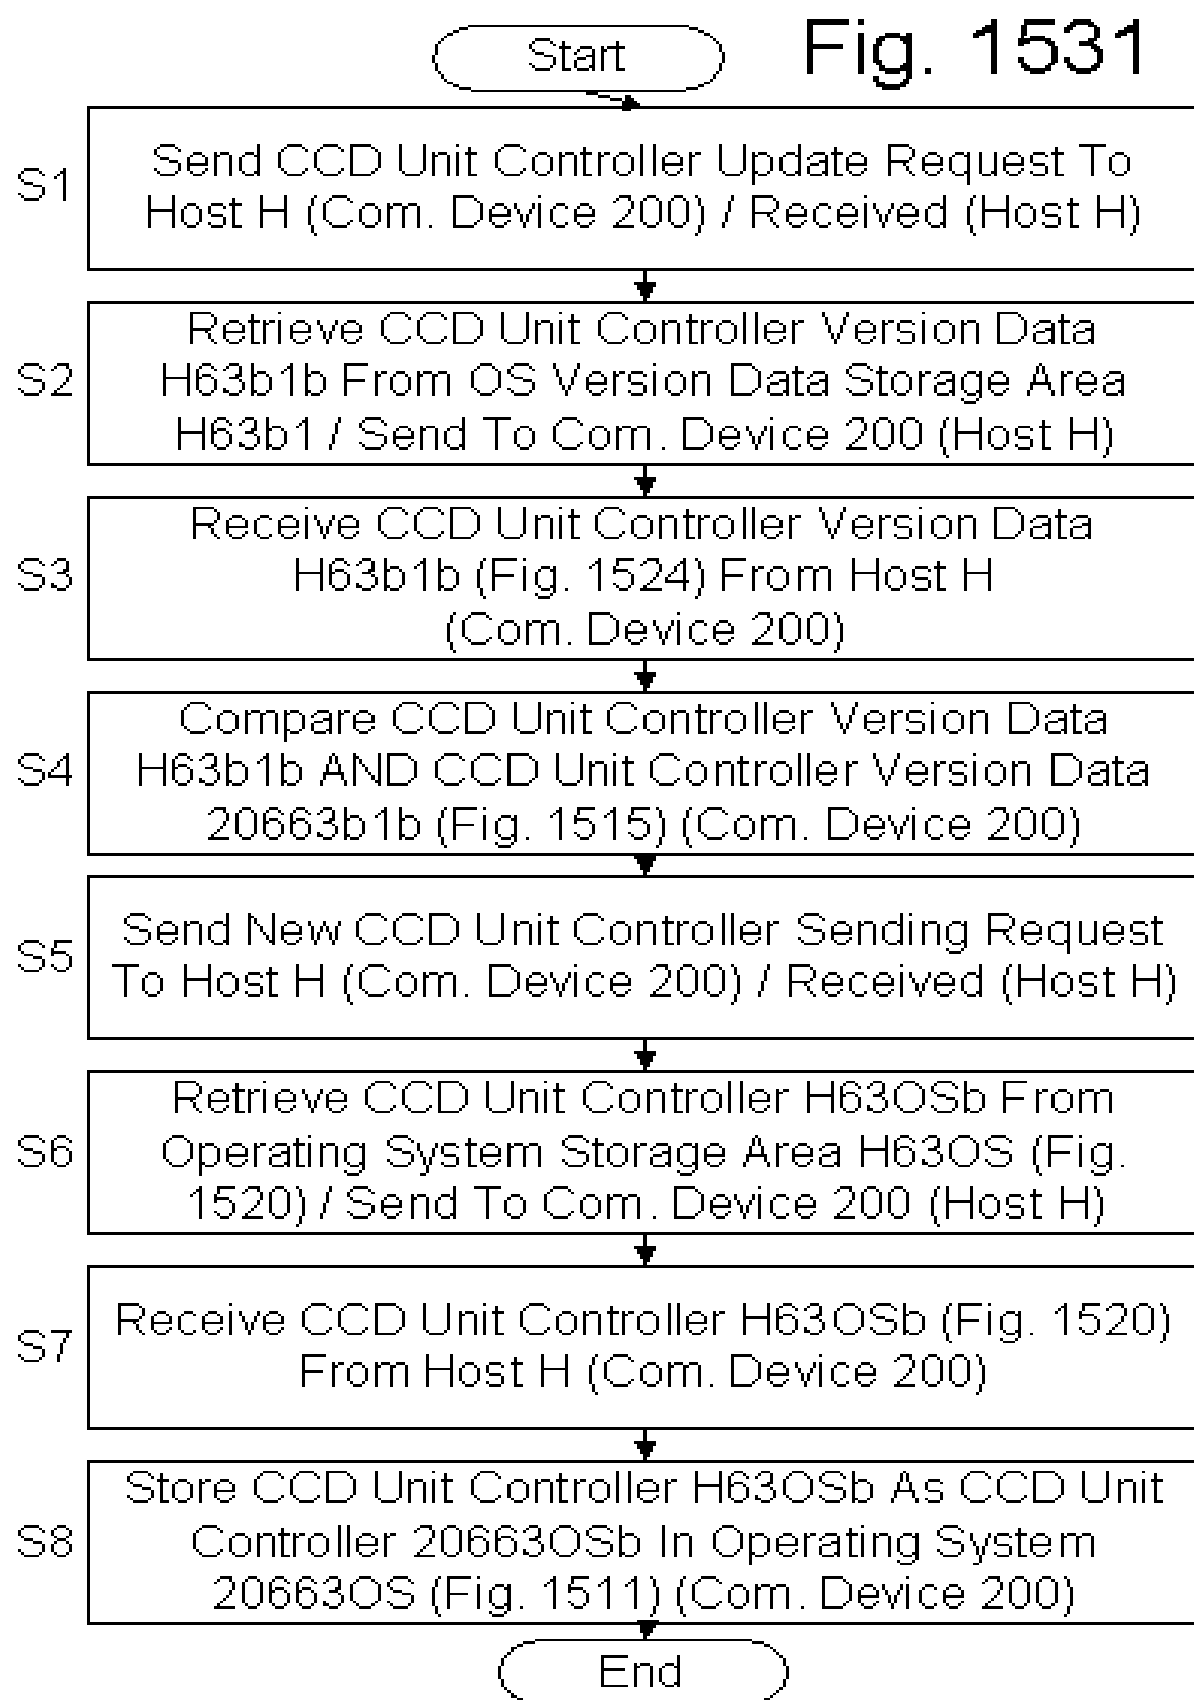 Start
Fig. 1531
S1
Send CCD Unit Controller Update Request To
Host H (Com. Device 200) / Received (Host H)
S2
Retrieve CCD Unit Controller Version Data
H63b1b From OS Version Data Storage Area
H63b1 / Send To Com. Device 200 (Host H)
S3
Receive CCD Unit Controller Version Data
H63b1b (Fig. 1524) From Host H
(Com. Device 200)
S4
Compare CCD Unit Controller Version Data
H63b1b AND CCD Unit Controller Version Data
20663b1b (Fig. 1515) (Com. Device 200)
S5
Send New CCD Unit Controller Sending Request
To Host H (Com. Device 200) / Received (Host H)
S6
Retrieve CCD Unit Controller H63OSb From
Operating System Storage Area H63OS (Fig.
1520) / Send To Com. Device 200 (Host H)
S7
Receive CCD Unit Controller H63OSb (Fig. 1520)
From Host H (Com. Device 200)
S8
Store CCD Unit Controller H63OSb As CCD Unit
Controller 20663OSb In Operating System
20663OS (Fig. 1511) (Com. Device 200)
End